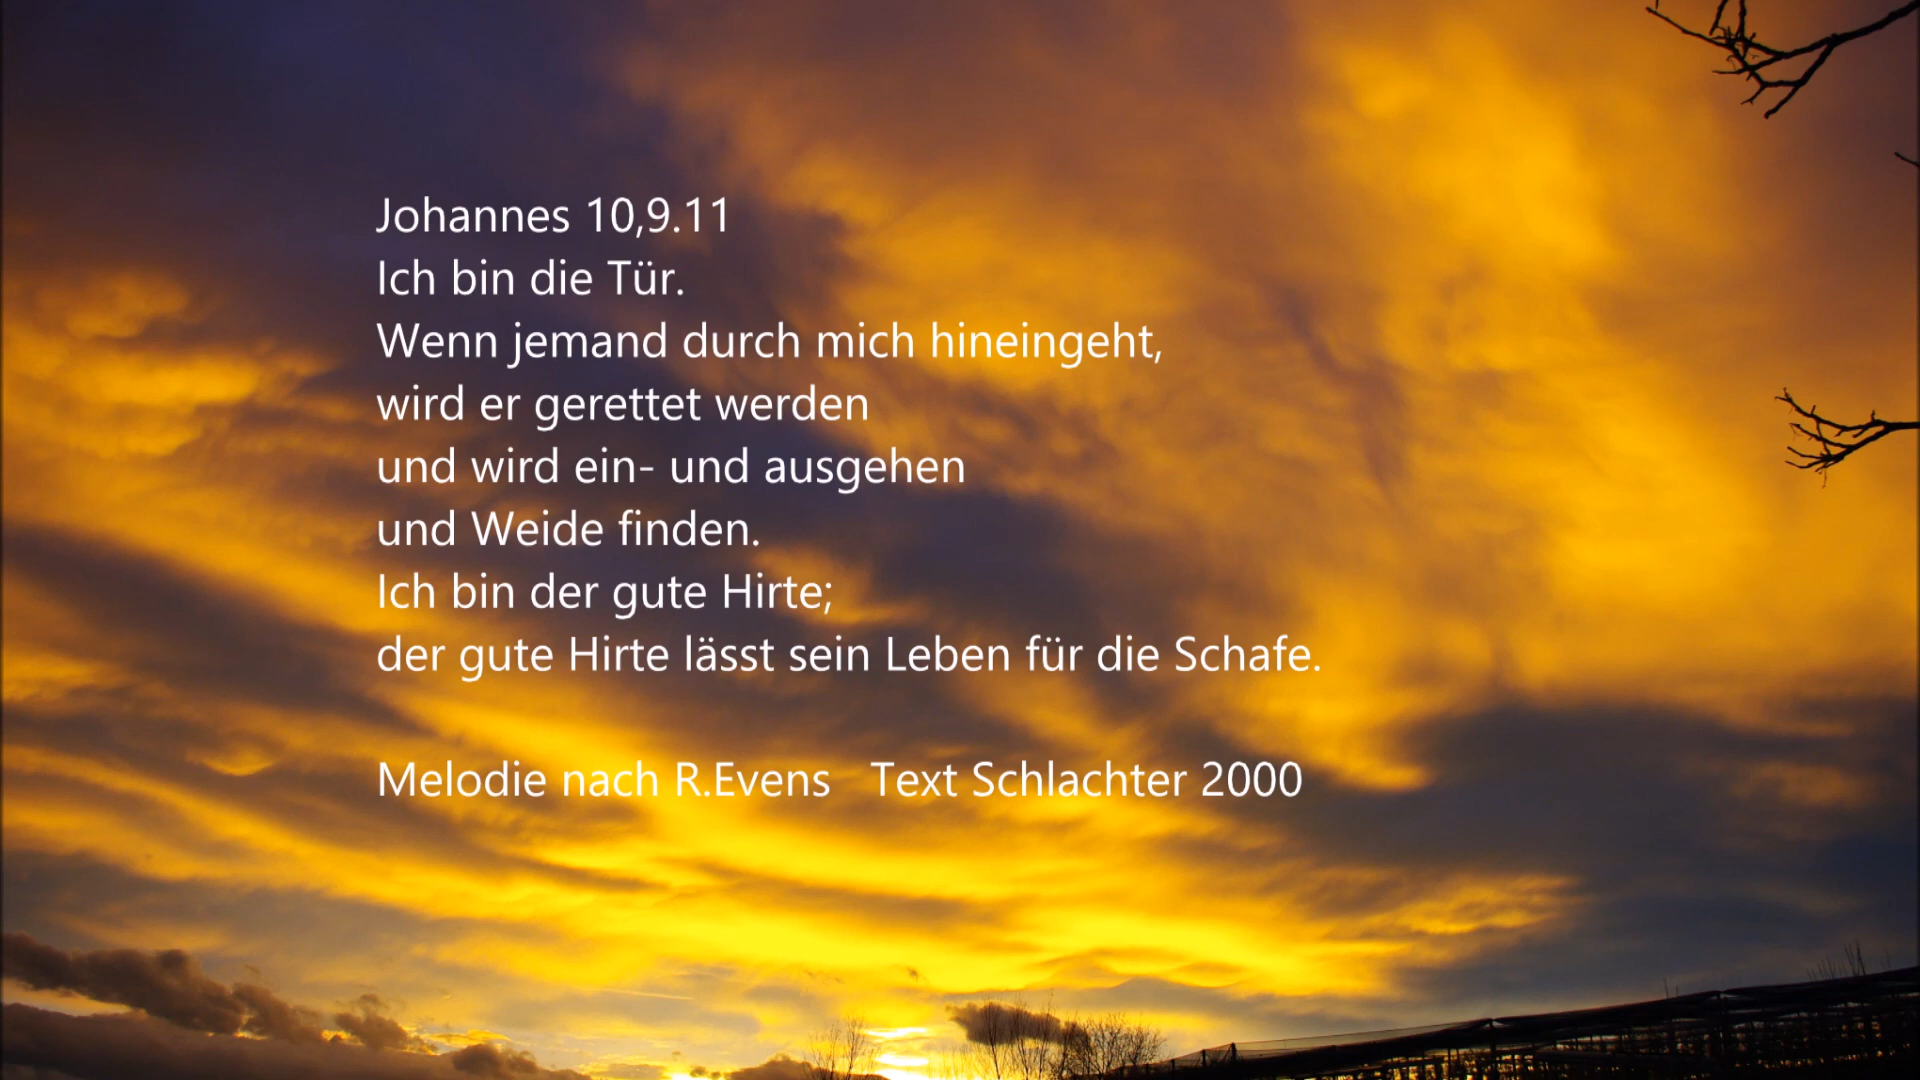 Johannes 10,9.11
Ich bin die Tür.
Wenn jemand durch mich hineingeht,
wird er gerettet werden
und wird ein- und ausgehen
und Weide finden.
Ich bin der gute Hirte;
der gute Hirte lässt sein Leben für die Schafe.
Melodie nach R.Evens   Text Schlachter 2000